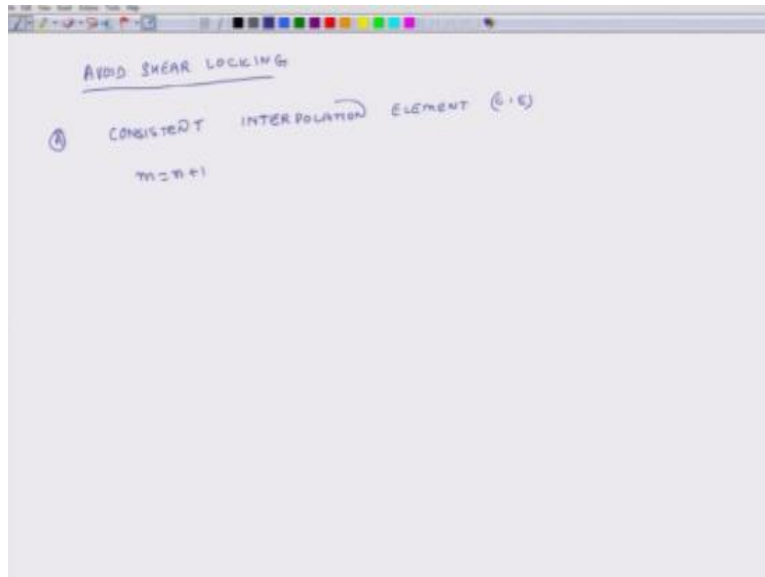 AVOID SHEAR LOCKING
(A) CONSISTENT INTERPOLATION ELEMENT
m=n+1